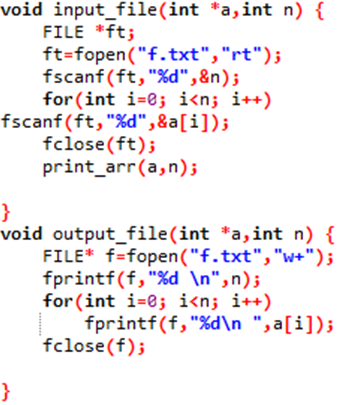 void input_file(int *a,int n) {
FILE *ft;
ft=fopen("f.txt","rt");
fscanf(ft,"%d",&n);
for(int i=0; i<n; i++)
fscanf(ft,"%d",&a[i]);
fclose(ft);
print_arr(a,n);
}
void output_file(int *a,int n) {
FILE* f=fopen("f.txt","w+");
fprintf(f,"%d \n",n);
for(int i=0; i<n; i++)
fprintf(f,"%d\n ",a[i]);
fclose(f);
}